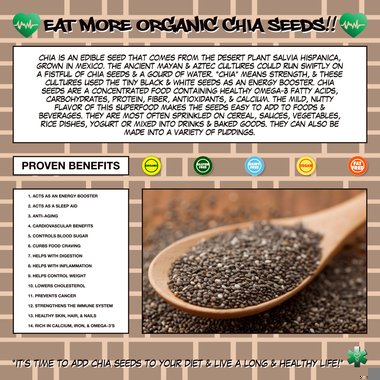 EAT MORE ORGANIC CHIA SEEDS!!
CHIA IS AN EDIBLE SEED THAT COMES FROM THE DESERT PLANT SALVIA HISPANICA,
GROWN IN MEXICO. THE ANCIENT MAYAN & AZTEC CULTURES COULD RUN SWIFTLY ON
A FISTFUL OF CHIA SEEDS & A GOURD OF WATER. "CHIA" MEANS STRENGTH, & THESE
CULTURES USED THE TINY BLACK & WHITE SEEDS AS AN ENERGY BOOSTER. CHIA
SEEDS ARE A CONCENTRATED FOOD CONTAINING HEALTHY OMEGA-3 FATTY ACIDS,
CARBOHYDRATES, PROTEIN, FIBER, ANTIOXIDANTS, & CALCIUM. THE MILD, NUTTY
FLAVOR OF THIS SUPERFOOD MAKES THE SEEDS EASY TO ADD TO FOODS &
BEVERAGES. THEY ARE MOST OFTEN SPRINKLED ON CEREAL, SAUCES, VEGETABLES,
RICE DISHES, YOGURT OR MIXED INTO DRINKS & BAKED GOODS. THEY CAN ALSO BE
MADE INTO A VARIETY OF PUDDINGS.
PROVEN BENEFITS
FAT
FREE
1. ACTS AS AN ENERGY BOOSTER
2. ACTS AS A SLEEP AID
3. ANTI-AGING
4. CARDIOVASCULAR BENEFITS
5. CONTROLS BLOOD SUGAR
6. CURBS FOOD CRAVING
7. HELPS WITH DIGESTION
8. HELPS WITH INFLAMMATION
9. HELPS CONTROL WEIGHT
10. LOWERS CHOLESTEROL
11. PREVENTS CANCER
12. STRENGTHENS THE IMMUNE SYSTEM
13. HEALTHY SKIN, HAIR, & NAILS
14. RICH IN CALCIUM, IRON, & OMEGA-3'S
"IT'S TIME TO ADD CHIA SEEDS TO YOUR DIET & LIVE A LONG & HEALTHY LIFE!"